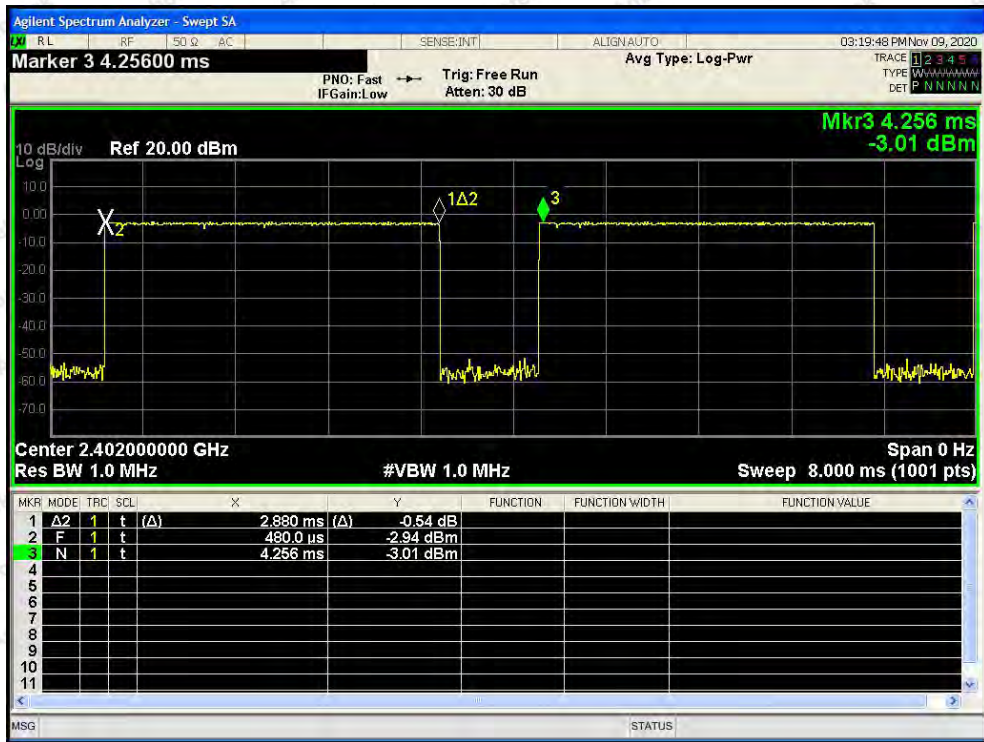 Agilent Spectrum Analyzer - Swept SA
LXI RL RF 50 Ω AC SENSE:INT ALIGN AUTO 03:19:48 PM Nov 09, 2020
Marker 3 4.25600 ms Avg Type: Log-Pwr TRACE 1 2 3 4 5 6
PNO: Fast Trig: Free Run TYPE WWWWWW
IFGain:Low Atten: 30 dB DET P N N N N N
Mkr3 4.256 ms
10 dB/div Ref 20.00 dBm -3.01 dBm
Log
10.0
0.00
-10.0
-20.0
-30.0
-40.0
-50.0
-60.0
-70.0
X2
1Δ2
3
Center 2.402000000 GHz Span 0 Hz
Res BW 1.0 MHz #VBW 1.0 MHz Sweep 8.000 ms (1001 pts)
MKR MODE TRC SCL X Y FUNCTION FUNCTION WIDTH FUNCTION VALUE
1 Δ2 1 t (Δ) 2.880 ms (Δ) -0.54 dB
2 F 1 t 480.0 µs -2.94 dBm
3 N 1 t 4.256 ms -3.01 dBm
4
5
6
7
8
9
10
11
MSG STATUS